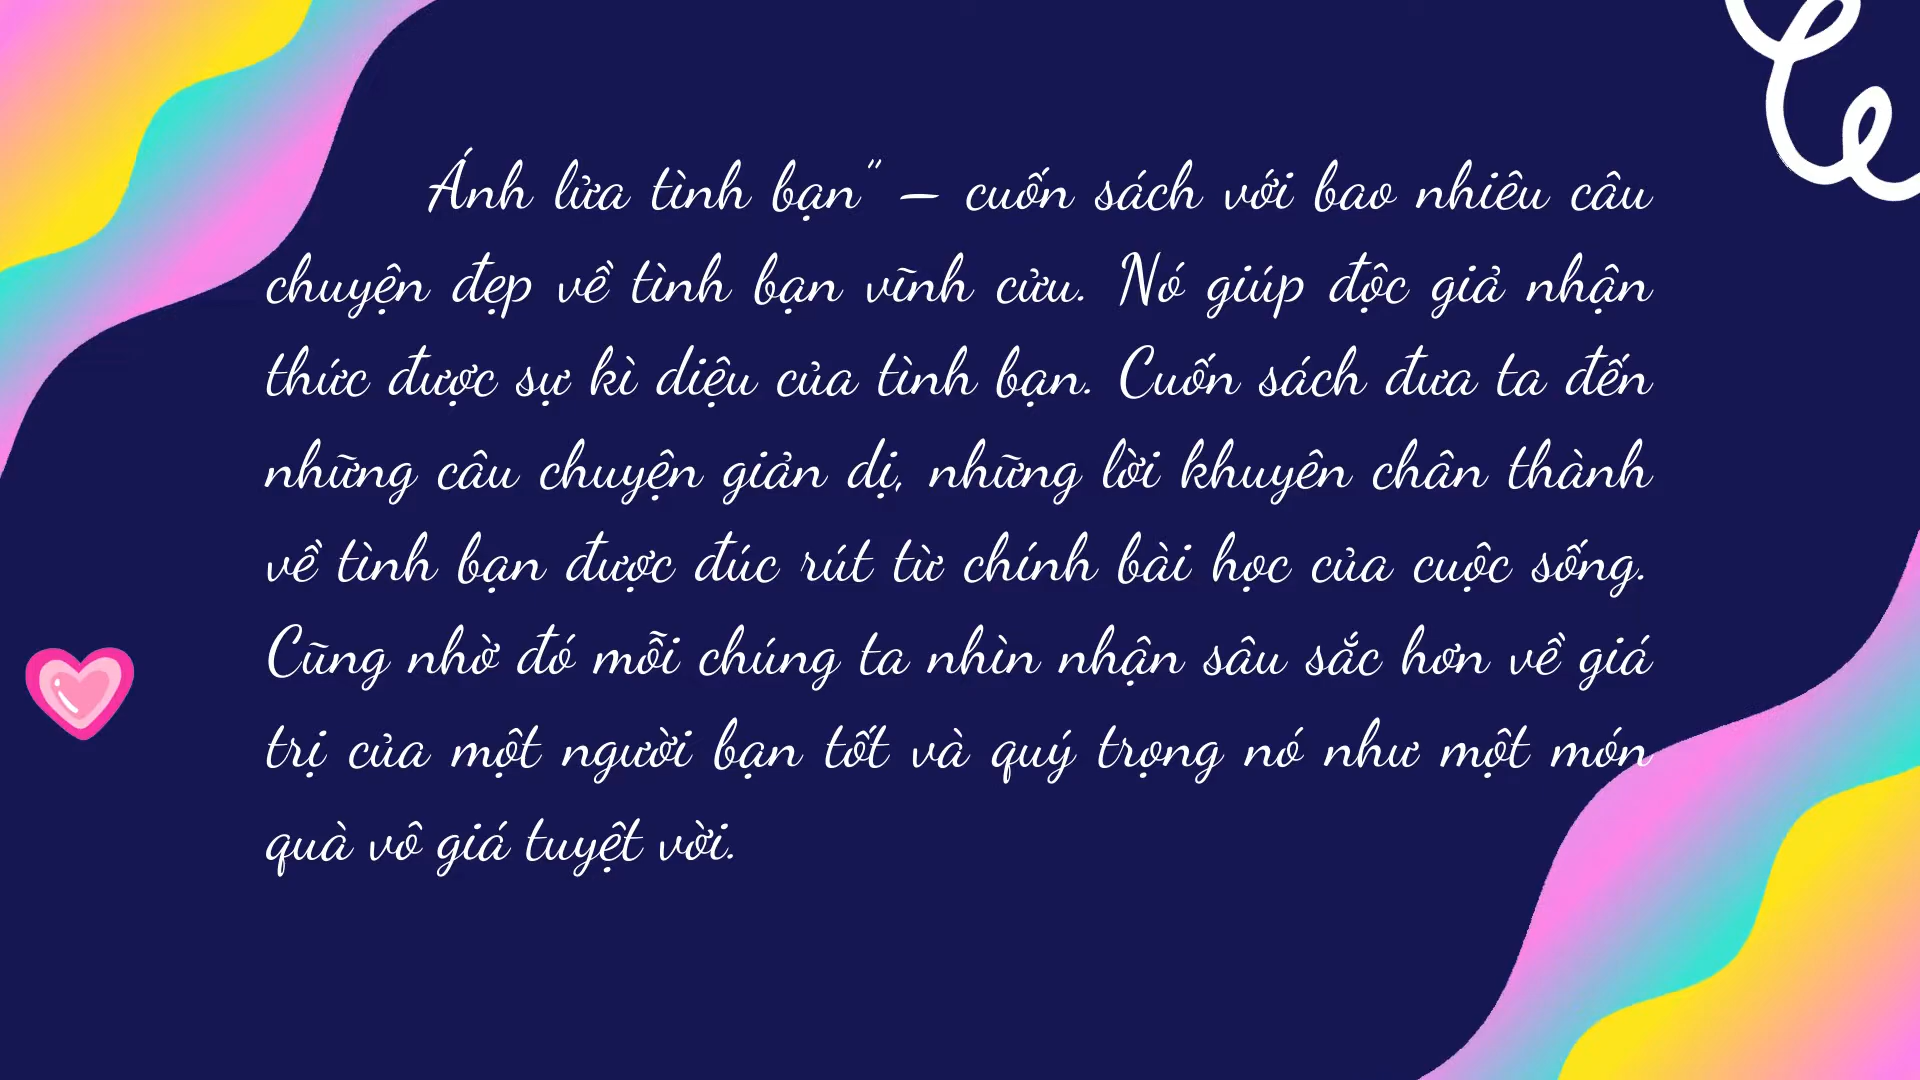 Ánh lửa tình bạn” – cuốn sách với bao nhiêu câu
chuyện đẹp về tình bạn vĩnh cửu. Nó giúp độc giả nhận
thức được sự kì diệu của tình bạn. Cuốn sách đưa ta đến
những câu chuyện giản dị, những lời khuyên chân thành
về tình bạn được đúc rút từ chính bài học của cuộc sống.
Cũng nhờ đó mỗi chúng ta nhìn nhận sâu sắc hơn về giá
trị của một người bạn tốt và quý trọng nó như một món
quà vô giá tuyệt vời.